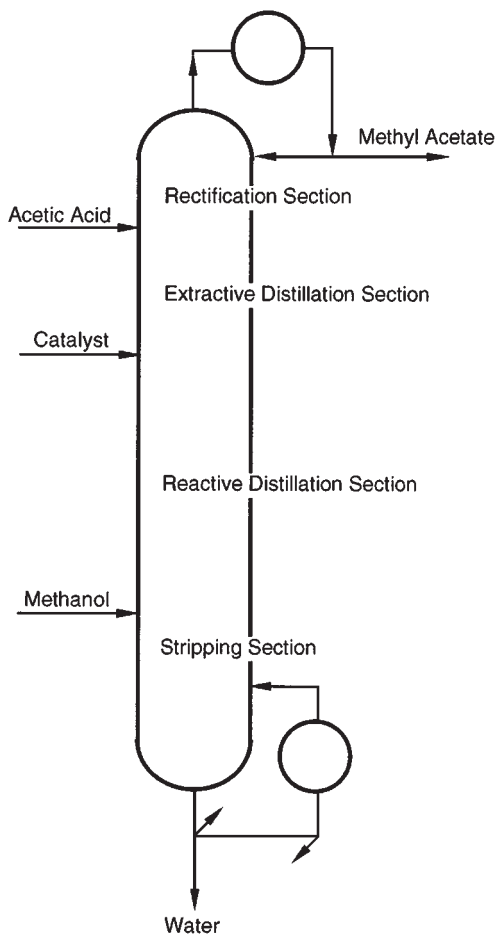 Methyl Acetate
Rectification Section
Acetic Acid
Extractive Distillation Section
Catalyst
Reactive Distillation Section
Methanol
Stripping Section
Water